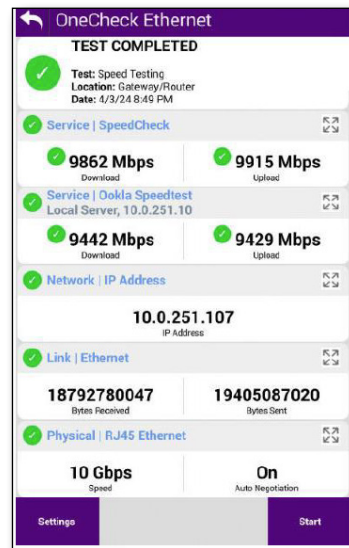 OneCheck Ethernet
TEST COMPLETED
Test: Speed Testing
Location: Gateway/Router
Date: 4/3/24 8:49 PM
Service | SpeedCheck
9862 Mbps
Download
9915 Mbps
Upload
Service | Ookla Speedtest
Local Server, 10.0.251.10
9442 Mbps
Download
9429 Mbps
Upload
Network | IP Address
10.0.251.107
IP Address
Link | Ethernet
18792780047
Bytes Received
19405087020
Bytes Sent
Physical | RJ45 Ethernet
10 Gbps
Speed
On
Auto Negotiation
Settings
Start